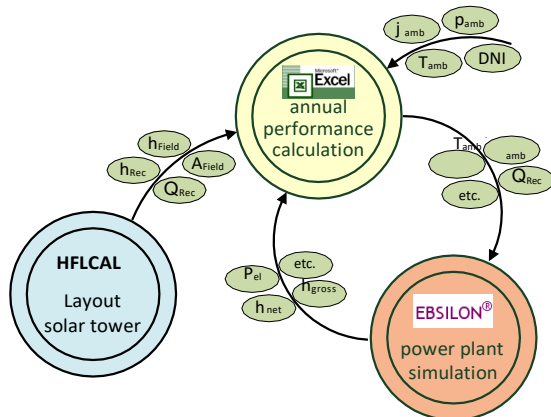 j amb
p amb
T amb
DNI
Microsoft®
Excel
annual
performance
calculation
h Field
A Field
h Rec
Q Rec
T amb
amb
Q Rec
etc.
HFLCAL
Layout
solar tower
P el
etc.
h gross
h net
EBSILON®
power plant
simulation